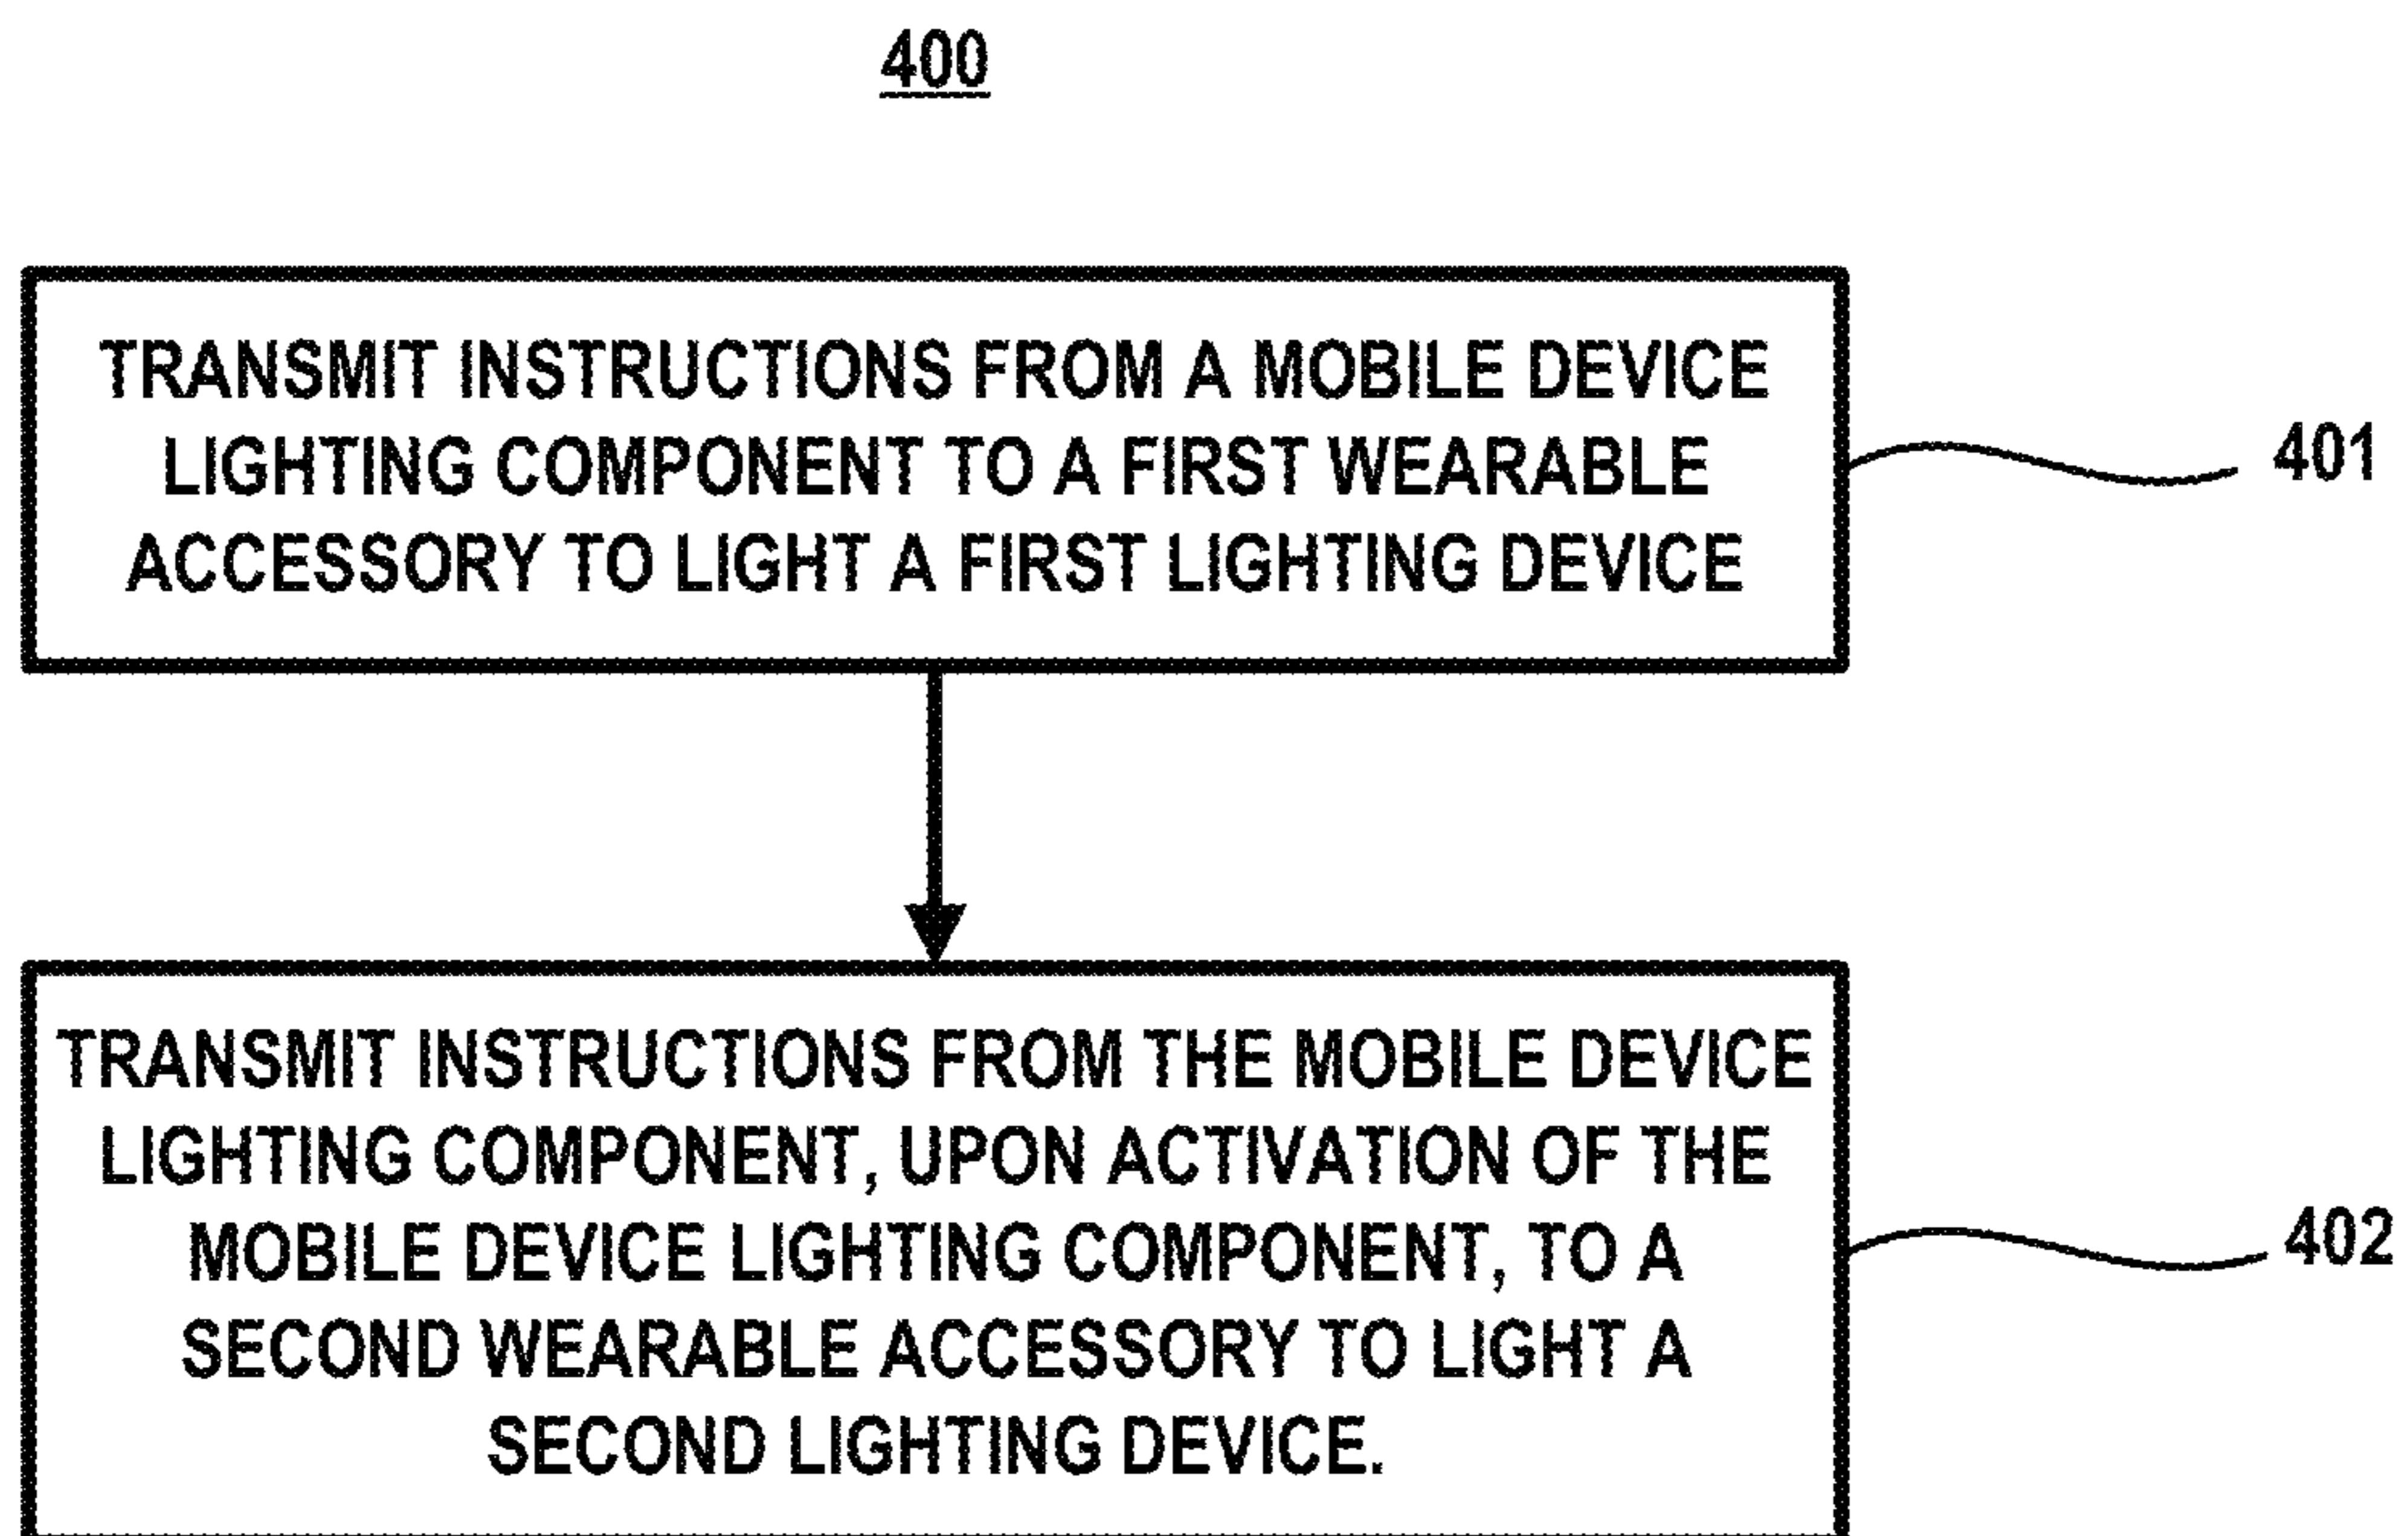 400
TRANSMIT INSTRUCTIONS FROM A MOBILE DEVICE
LIGHTING COMPONENT TO A FIRST WEARABLE
ACCESSORY TO LIGHT A FIRST LIGHTING DEVICE
401
TRANSMIT INSTRUCTIONS FROM THE MOBILE DEVICE
LIGHTING COMPONENT, UPON ACTIVATION OF THE
MOBILE DEVICE LIGHTING COMPONENT, TO A
SECOND WEARABLE ACCESSORY TO LIGHT A
SECOND LIGHTING DEVICE.
402